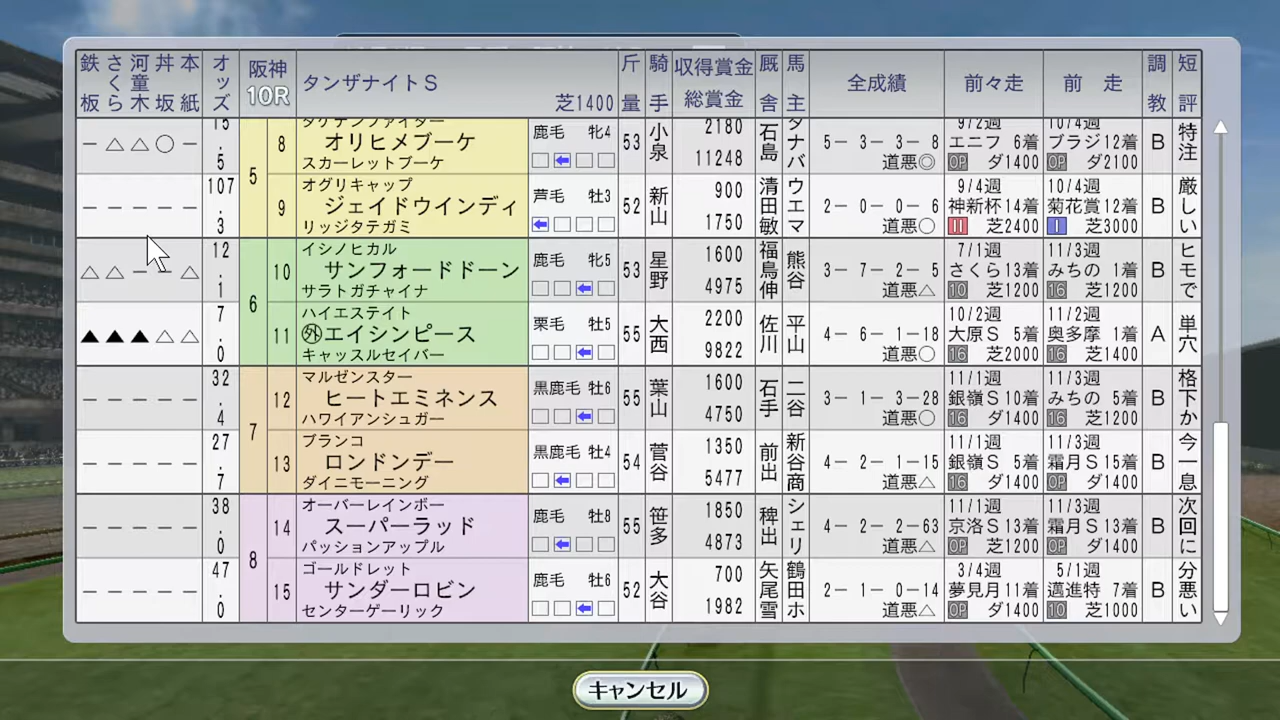 鉄板 さくら 河童木 丼坂 本紙 オッズ 阪神 10R タンザナイトS 芝1400 斤量 騎手 収得賞金 総賞金 厩舎 馬主 全成績 前々走 前 走 調教 短評
－ △ △ ○ － 15.5 5 8 タケデンファイター 鹿毛 牝4 53 小泉 2180 石島 タナバ 5－ 3－ 3－ 8 9/2週 10/4週 B 特注
オリヒメブーケ 11248 道悪◎ エニフ 6着 ブラジ12着
スカーレットブーケ OP ダ1400 OP ダ2100
－ － － － － 107.3 9 オグリキャップ 芦毛 牡3 52 新山 900 清田敏 ウエマ 2－ 0－ 0－ 6 9/4週 10/4週 B 厳しい
ジェイドウインディ 1750 道悪○ 神新杯14着 菊花賞12着
リッジタテガミ II 芝2400 I 芝3000
△ △ － － △ 12.1 6 10 イシノヒカル 鹿毛 牝5 53 星野 1600 福島伸 熊谷 3－ 7－ 2－ 5 7/1週 11/3週 B ヒモで
サンフォードドーン 4975 道悪△ さくら13着 みちの 1着
サラトガチャイナ 10 芝1200 16 芝1200
▲ ▲ ▲ △ △ 7.0 11 ハイエステイト 栗毛 牡5 55 大西 2200 佐川 平山 4－ 6－ 1－18 10/2週 11/2週 A 単穴
外エイシンピース 9822 道悪○ 大原S 5着 奥多摩 1着
キャッスルセイバー 16 芝2000 16 芝1400
－ － － － － 32.4 7 12 マルゼンスター 黒鹿毛 牡6 55 葉山 1600 石手 二谷 3－ 1－ 3－28 11/1週 11/3週 B 格下か
ヒートエミネンス 4750 道悪○ 銀嶺S10着 みちの 5着
ハワイアンシュガー 16 ダ1400 16 芝1200
－ － － － － 27.7 13 ブランコ 黒鹿毛 牡4 54 菅谷 1350 前出 新谷商 4－ 2－ 1－15 11/1週 11/3週 B 今一息
ロンドンデー 5477 道悪△ 銀嶺S 5着 霜月S15着
ダイニモーニング 16 ダ1400 OP ダ1400
－ － － － － 38.0 8 14 オーバーレインボー 鹿毛 牡8 55 笹多 1850 稗出 シェリ 4－ 2－ 2－63 11/1週 11/3週 B 次回に
スーパーラッド 4873 道悪△ 京洛S13着 霜月S13着
パッションアップル OP 芝1200 OP ダ1400
－ － － － － 47.0 15 ゴールドレット 鹿毛 牡6 52 大谷 700 矢尾雪 鶴田ホ 2－ 1－ 0－14 3/4週 5/1週 B 分悪い
サンダーロビン 1982 道悪△ 夢見月11着 邁進特 7着
センターゲーリック OP ダ1400 10 芝1000
キャンセル